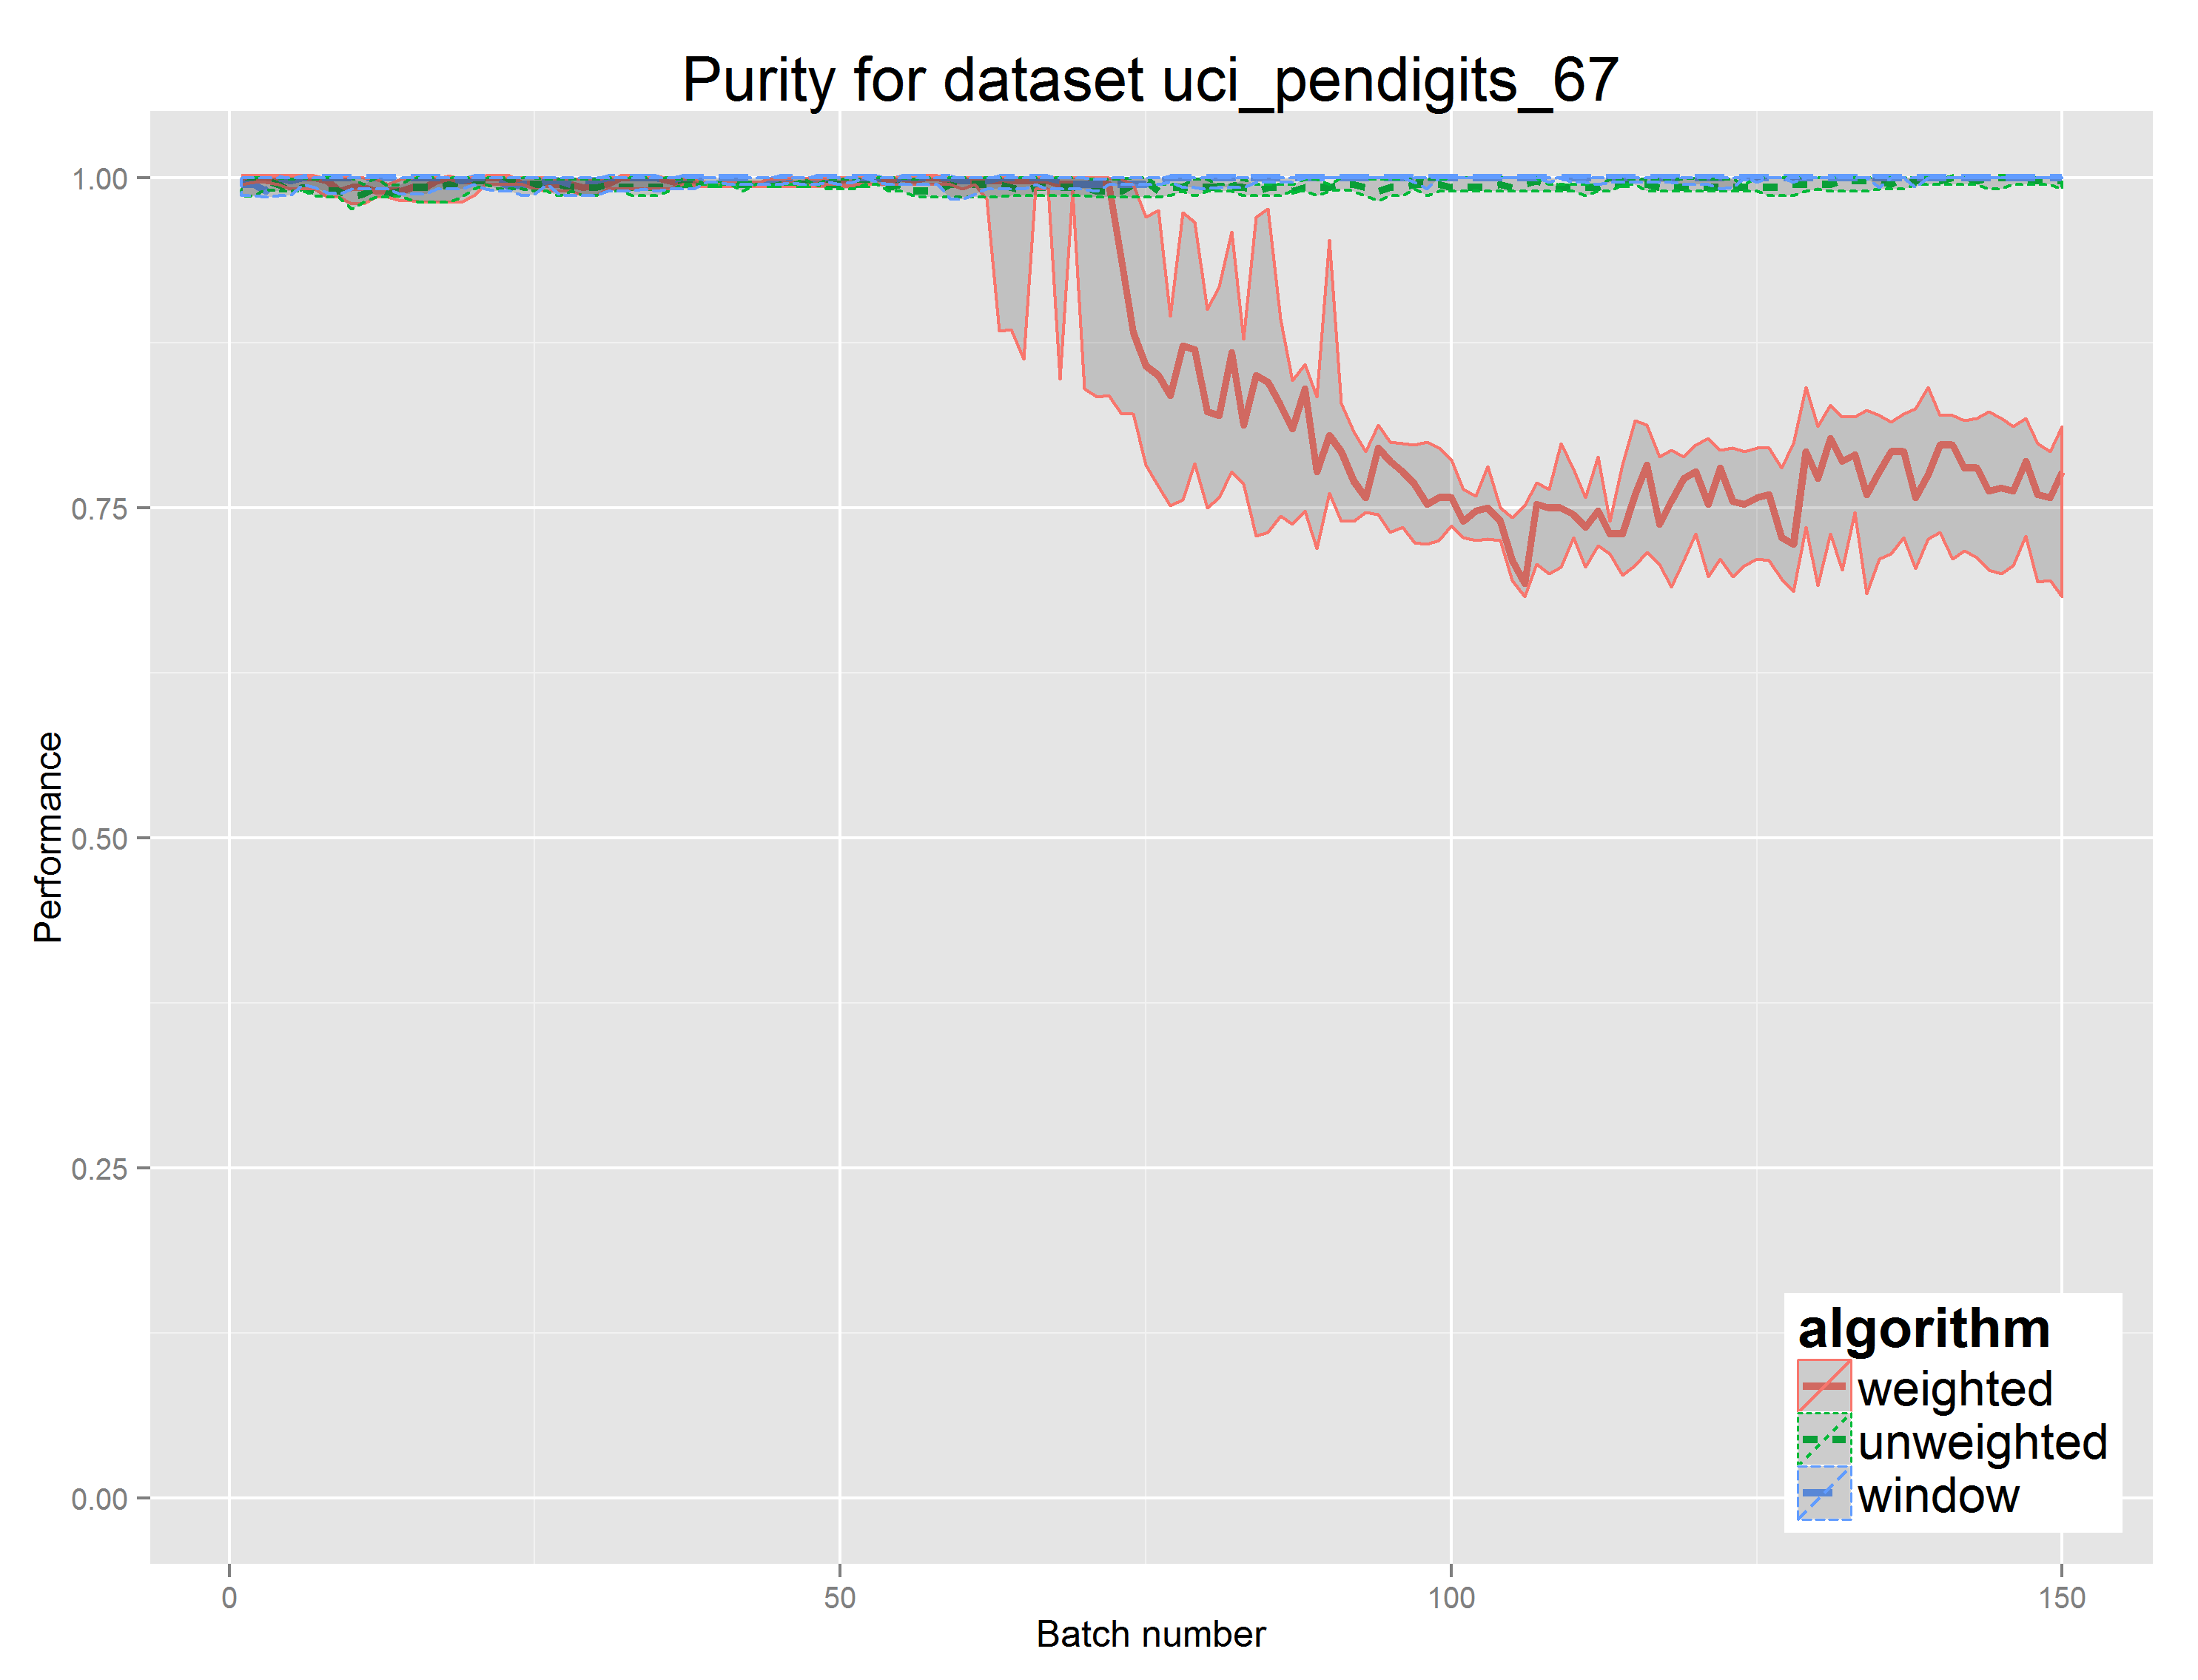 Purity for dataset uci_pendigits_67
1.00
0.75
0.50
0.25
0.00
Performance
0
50
100
150
Batch number
algorithm
weighted
unweighted
window